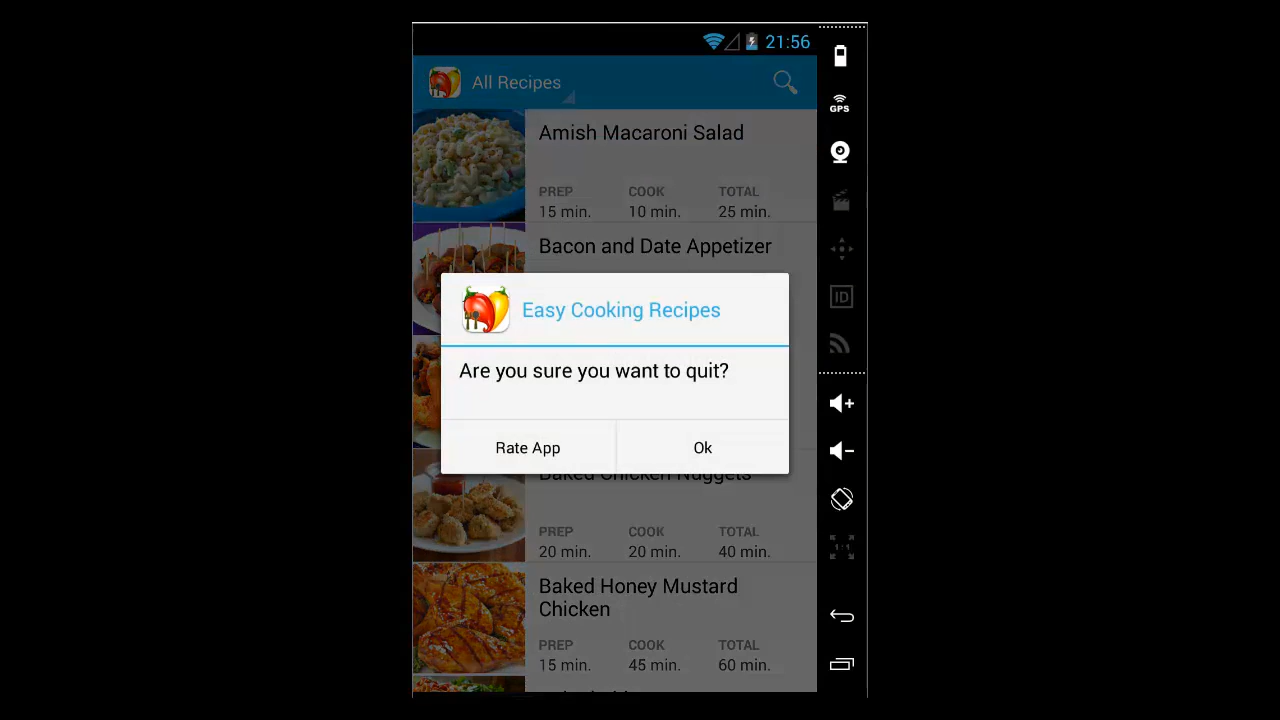 21:56
GPS
All Recipes
Amish Macaroni Salad
PREP COOK TOTAL
15 min. 10 min. 25 min.
Bacon and Date Appetizer
Easy Cooking Recipes
ID
Are you sure you want to quit?
Rate App Ok
Baked Chicken Nuggets
PREP COOK TOTAL
20 min. 20 min. 40 min.
1:1
Baked Honey Mustard
Chicken
PREP COOK TOTAL
15 min. 45 min. 60 min.